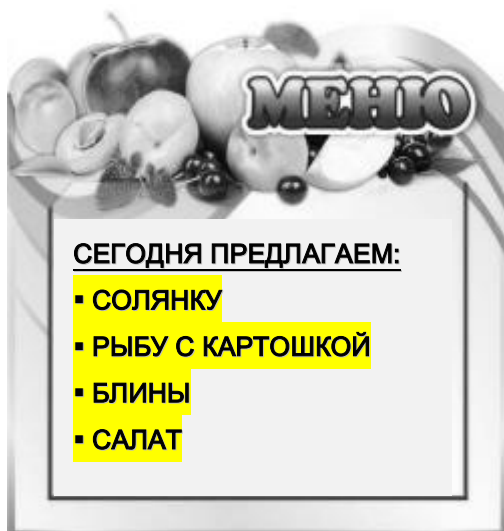 МЕНЮ
СЕГОДНЯ ПРЕДЛАГАЕМ:
▪ СОЛЯНКУ
▪ РЫБУ С КАРТОШКОЙ
▪ БЛИНЫ
▪ САЛАТ